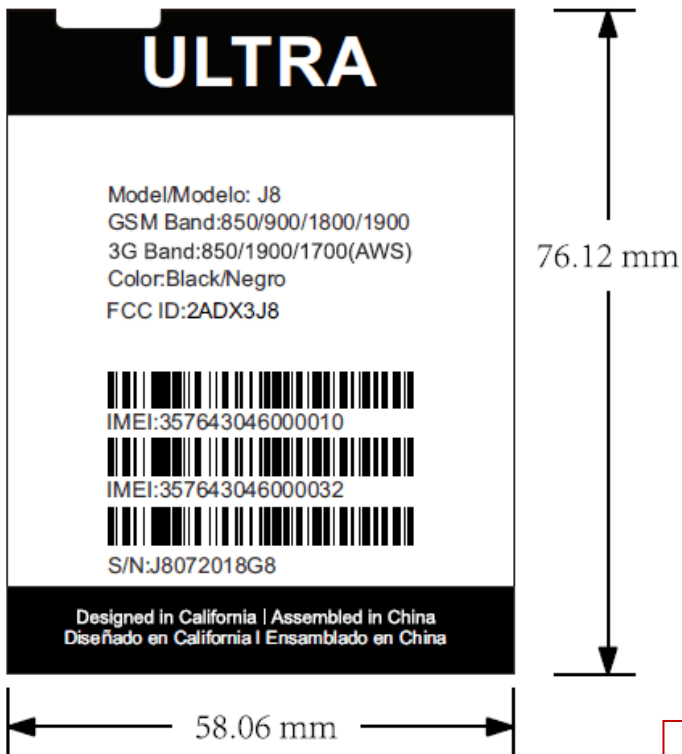 ULTRA
Model/Modelo: J8
GSM Band:850/900/1800/1900
3G Band:850/1900/1700(AWS)
Color:Black/Negro
FCC ID:2ADX3J8
IMEI:357643046000010
IMEI:357643046000032
S/N:J8072018G8
Designed in California | Assembled in China
Diseñado en California I Ensamblado en China
76.12 mm
58.06 mm